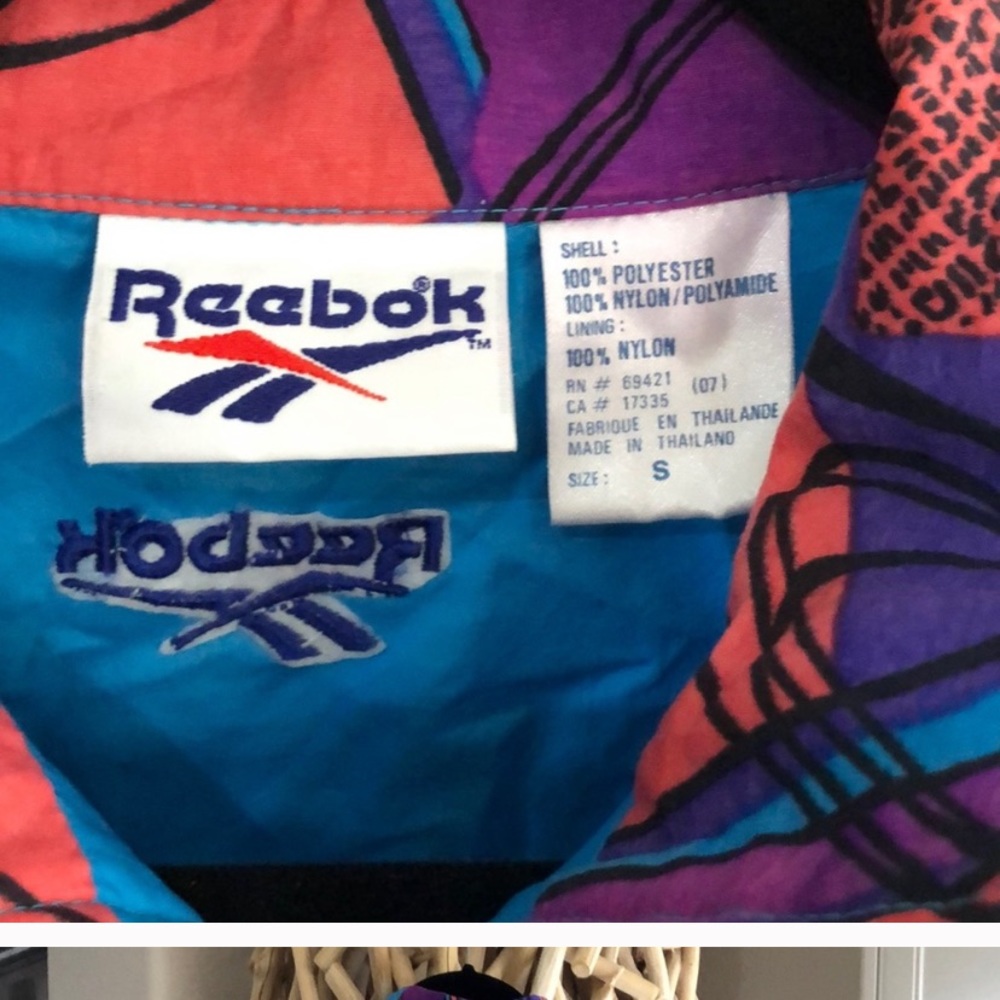 Reebok®
TM
SHELL :
100% POLYESTER
100% NYLON/POLYAMIDE
LINING :
100% NYLON
RN # 69421 (07)
CA # 17335
FABRIQUE EN THAILANDE
MADE IN THAILAND
SIZE : S
Reebok